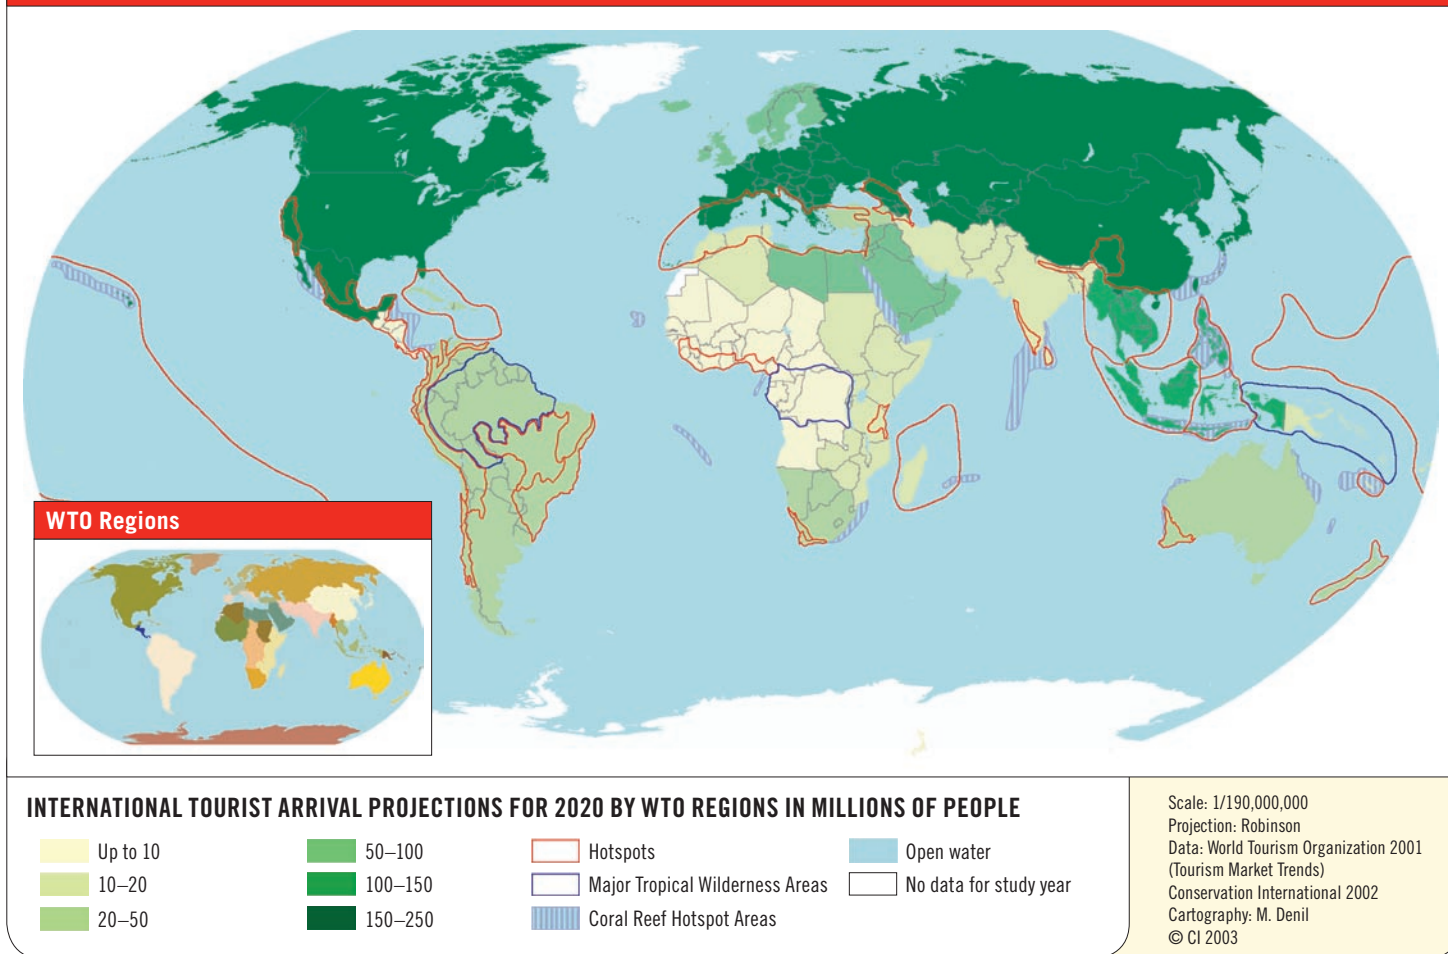 WTO Regions
INTERNATIONAL TOURIST ARRIVAL PROJECTIONS FOR 2020 BY WTO REGIONS IN MILLIONS OF PEOPLE
Up to 10
10–20
20–50
50–100
100–150
150–250
Hotspots
Major Tropical Wilderness Areas
Coral Reef Hotspot Areas
Open water
No data for study year
Scale: 1/190,000,000
Projection: Robinson
Data: World Tourism Organization 2001
(Tourism Market Trends)
Conservation International 2002
Cartography: M. Denil
© CI 2003